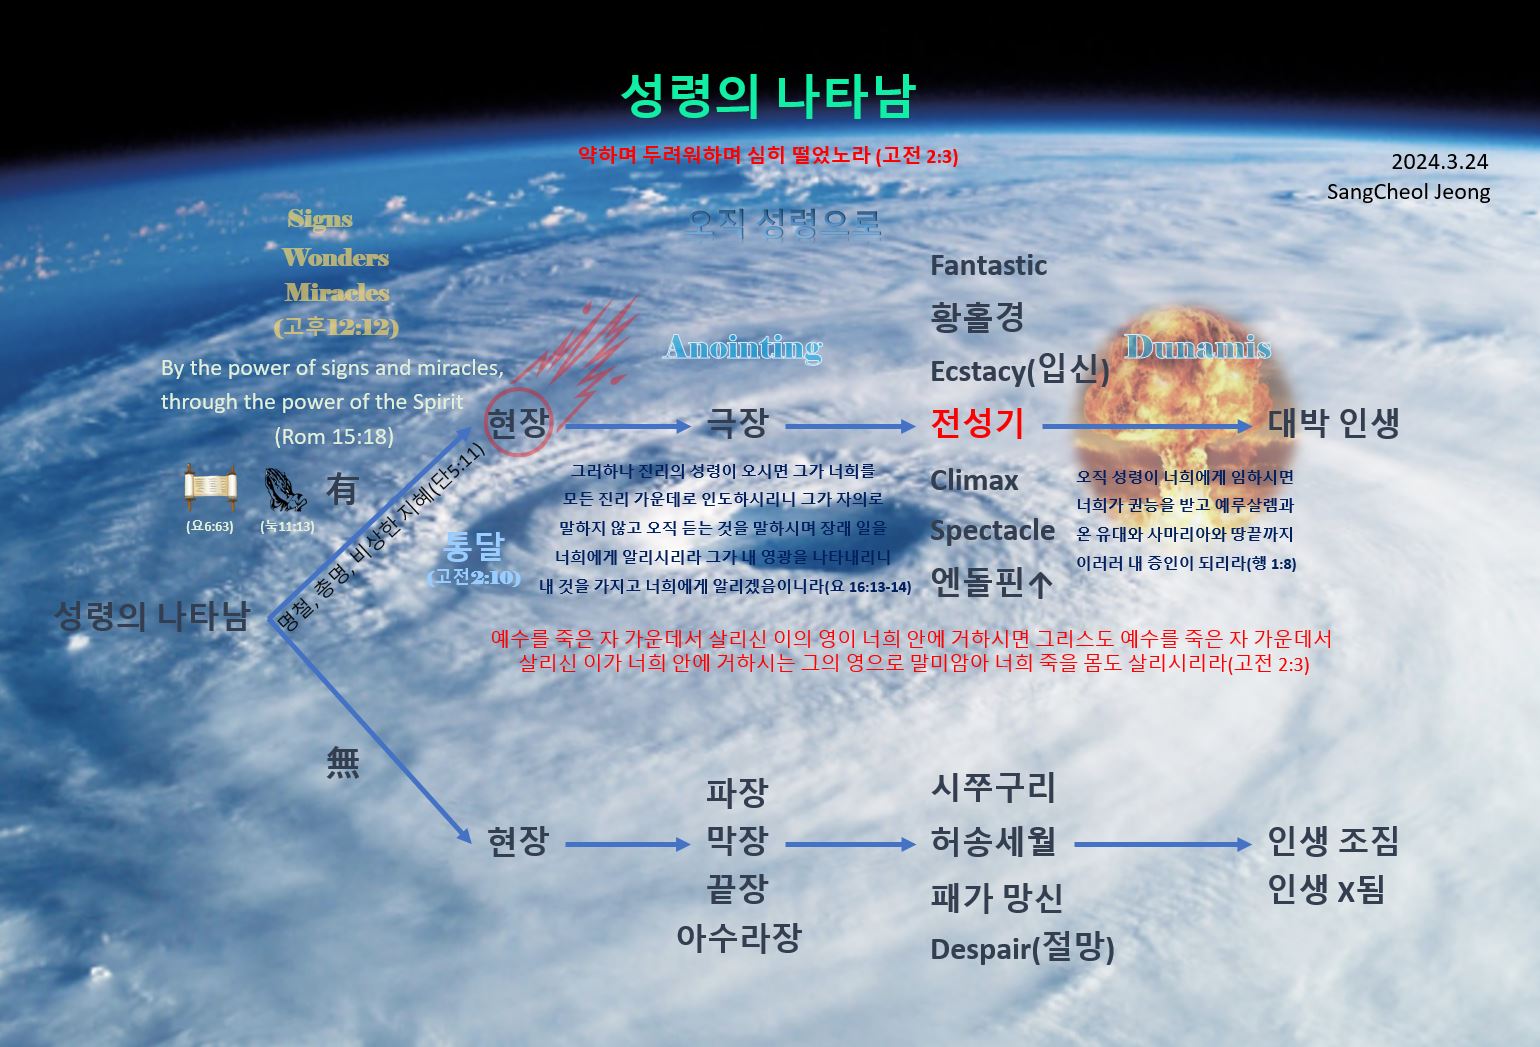 성령의 나타남
약하며 두려워하며 심히 떨었노라 (고전 2:3)
2024.3.24
SangCheol Jeong
오직 성령으로
Signs
Wonders
Miracles
(고후12:12)
By the power of signs and miracles,
through the power of the Spirit
(Rom 15:18)
(요6:63)
(눅11:13)
有
명철, 총명, 비상한 지혜(단5:11)
통달
(고전2:10)
성령의 나타남
현장
Anointing
극장
그러하나 진리의 성령이 오시면 그가 너희를
모든 진리 가운데로 인도하시리니 그가 자의로
말하지 않고 오직 듣는 것을 말하시며 장래 일을
너희에게 알리시리라 그가 내 영광을 나타내리니
내 것을 가지고 너희에게 알리겠음이니라(요 16:13-14)
Fantastic
황홀경
Ecstacy(입신)
전성기
Climax
Spectacle
엔돌핀↑
Dunamis
대박 인생
오직 성령이 너희에게 임하시면
너희가 권능을 받고 예루살렘과
온 유대와 사마리아와 땅끝까지
이러러 내 증인이 되리라(행 1:8)
예수를 죽은 자 가운데서 살리신 이의 영이 너희 안에 거하시면 그리스도 예수를 죽은 자 가운데서
살리신 이가 너희 안에 거하시는 그의 영으로 말미암아 너희 죽을 몸도 살리시리라(고전 2:3)
無
현장
파장
막장
끝장
아수라장
시쭈구리
허송세월
패가 망신
Despair(절망)
인생 조짐
인생 X됨